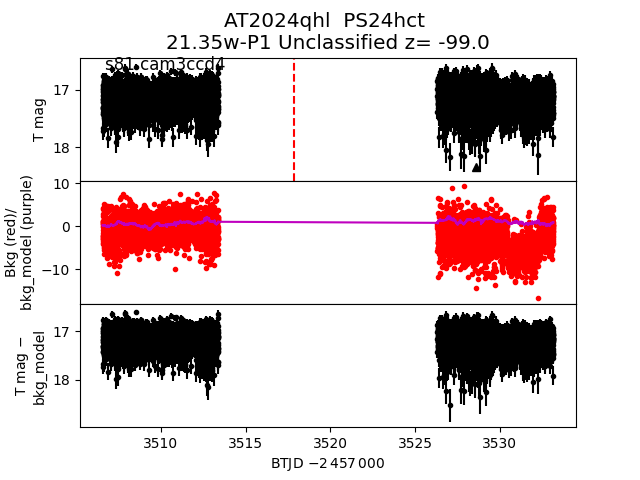 AT2024qhl  PS24hct
21.35w-P1 Unclassified z= -99.0
s81.cam3ccd4
T mag
17
18
Bkg (red)/
bkg_model (purple)
10
0
−10
T mag −
bkg_model
17
18
3510 3515 3520 3525 3530
BTJD −2 457 000